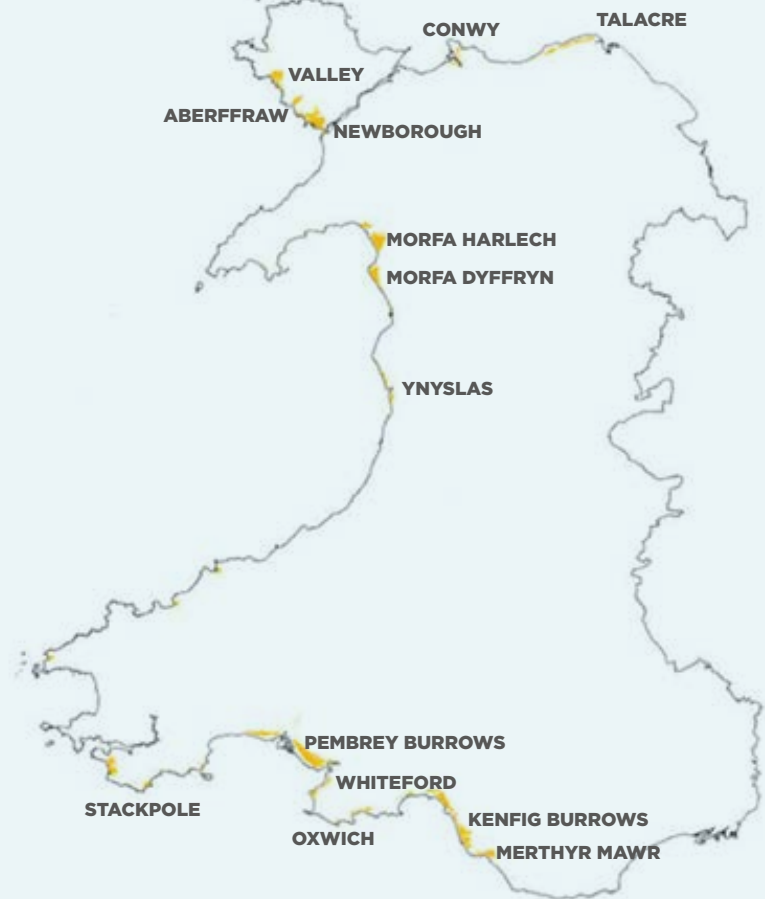 TALACRE
CONWY
VALLEY
ABERFFRAW
NEWBOROUGH
MORFA HARLECH
MORFA DYFFRYN
YNYSLAS
PEMBREY BURROWS
WHITEFORD
STACKPOLE
KENFIG BURROWS
OXWICH
MERTHYR MAWR